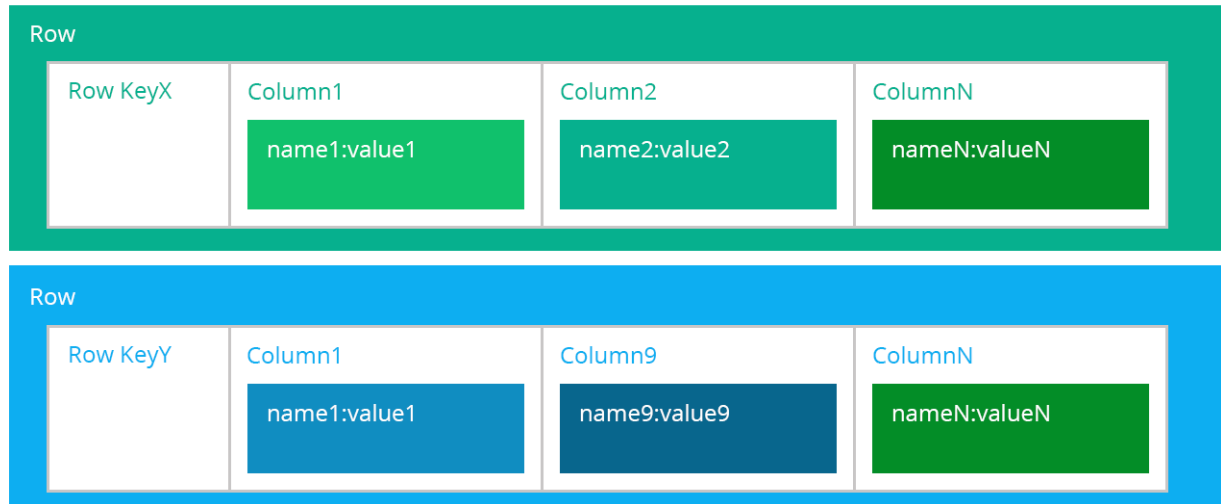 Row
Row KeyX Column1 Column2 ColumnN
name1:value1 name2:value2 nameN:valueN
Row
Row KeyY Column1 Column9 ColumnN
name1:value1 name9:value9 nameN:valueN